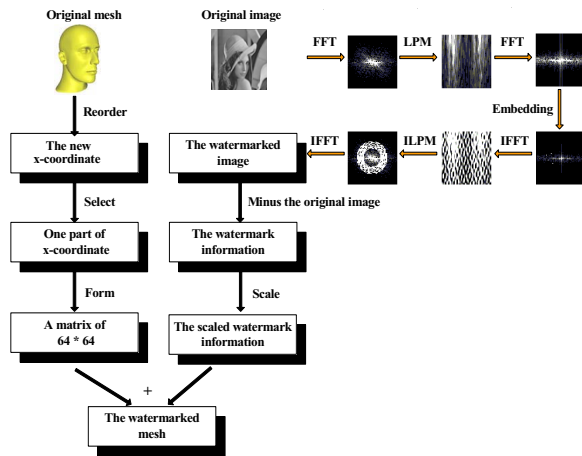 Original mesh
Original image
FFT
LPM
FFT
Embedding
Reorder
IFFT
ILPM
IFFT
The new
x-coordinate
The watermarked
image
Select
Minus the original image
One part of
x-coordinate
The watermark
information
Form
Scale
A matrix of
64 * 64
The scaled watermark
information
+
The watermarked
mesh